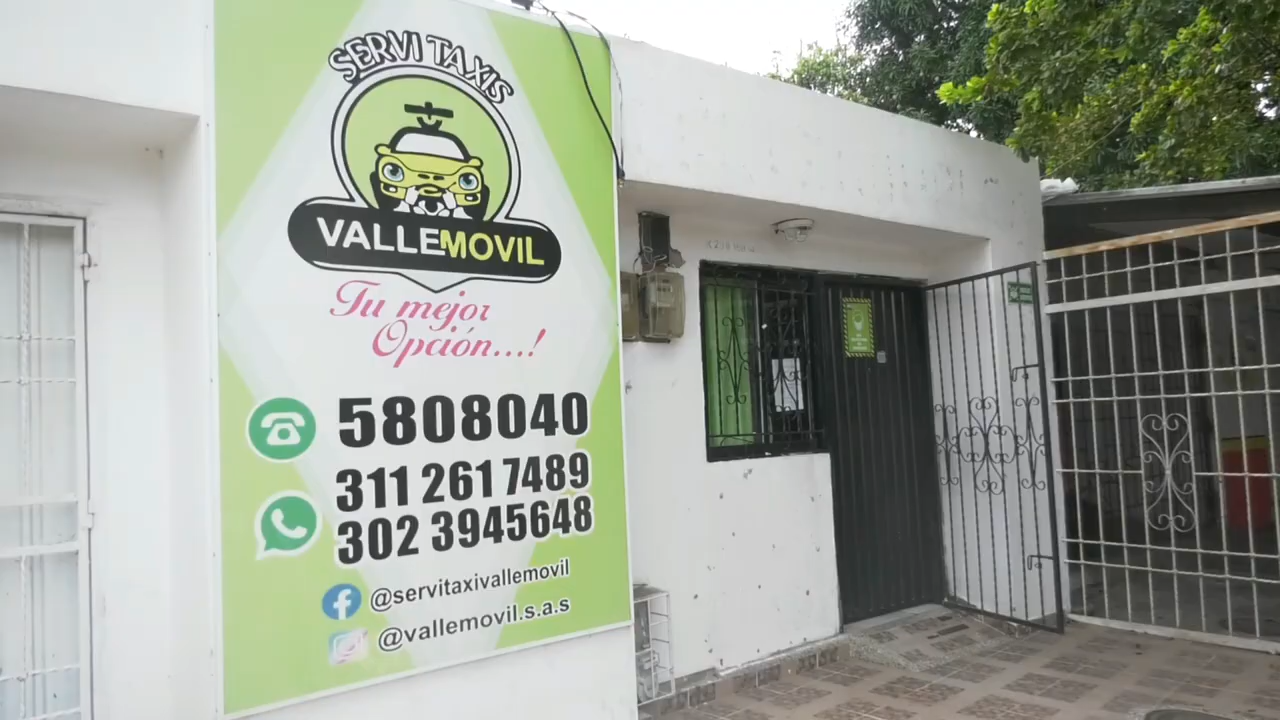 SERVI TAXIS
VALLEMOVIL
Tu mejor
Opción...!
5808040
311 261 7489
302 3945648
@servitaxivallemovil
@vallemovil.s.a.s